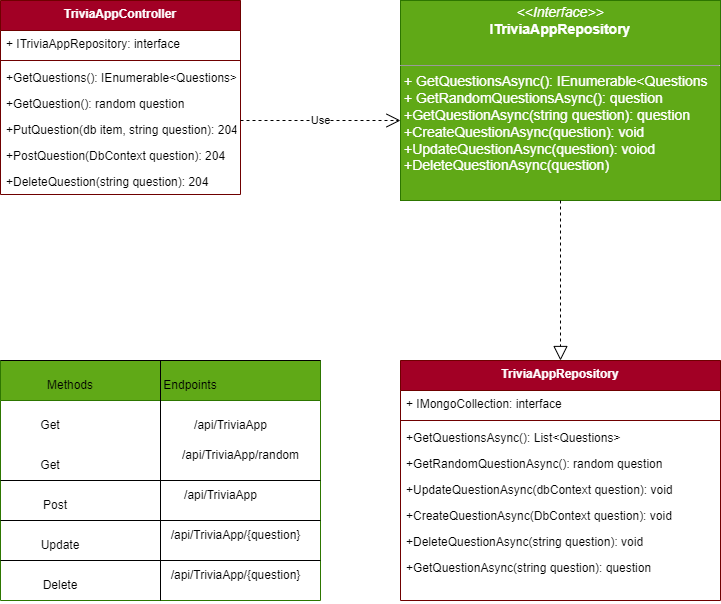 TriviaAppController
+ ITriviaAppRepository: interface
+GetQuestions(): IEnumerable<Questions>
+GetQuestion(): random question
+PutQuestion(db item, string question): 204
+PostQuestion(DbContext question): 204
+DeleteQuestion(string question): 204
Use
<<Interface>>
ITriviaAppRepository
+ GetQuestionsAsync(): IEnumerable<Questions
+ GetRandomQuestionsAsync(): question
+GetQuestionAsync(string question): question
+CreateQuestionAsync(question): void
+UpdateQuestionAsync(question): voiod
+DeleteQuestionAsync(question)
Methods Endpoints
Get /api/TriviaApp
Get /api/TriviaApp/random
Post /api/TriviaApp
Update /api/TriviaApp/{question}
Delete /api/TriviaApp/{question}
TriviaAppRepository
+ IMongoCollection: interface
+GetQuestionsAsync(): List<Questions>
+GetRandomQuestionAsync(): random question
+UpdateQuestionAsync(dbContext question): void
+CreateQuestionAsync(DbContext question): void
+DeleteQuestionAsync(string question): void
+GetQuestionAsync(string question): question